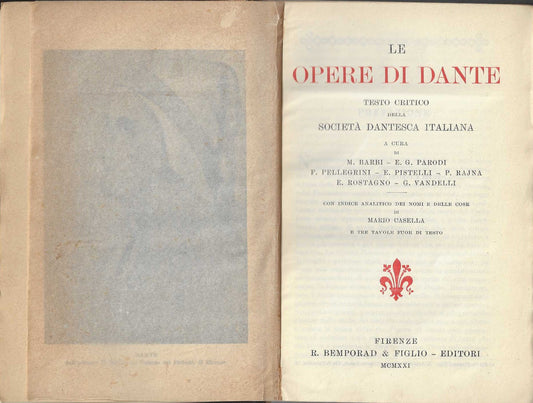 LE
OPERE DI DANTE
TESTO CRITICO
DELLA
SOCIETÀ DANTESCA ITALIANA
A CURA
DI
M. BARBI – E. G. PARODI
F. PELLEGRINI – E. PISTELLI – P. RAJNA
E. ROSTAGNO – G. VANDELLI
CON INDICE ANALITICO DEI NOMI E DELLE COSE
DI
MARIO CASELLA
E TRE TAVOLE FUOR DI TESTO
FIRENZE
R. BEMPORAD & FIGLIO – EDITORI
MCMXXI